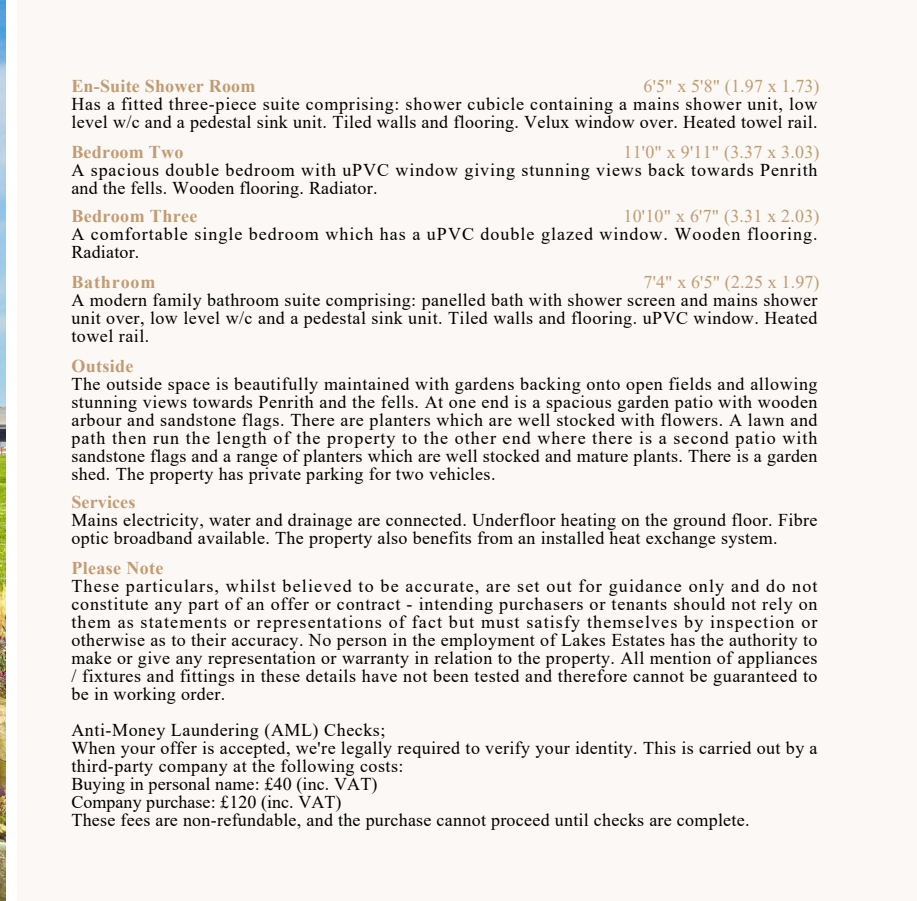 En-Suite Shower Room 6'5" x 5'8" (1.97 x 1.73)
Has a fitted three-piece suite comprising: shower cubicle containing a mains shower unit, low
level w/c and a pedestal sink unit. Tiled walls and flooring. Velux window over. Heated towel rail.
Bedroom Two 11'0" x 9'11" (3.37 x 3.03)
A spacious double bedroom with uPVC window giving stunning views back towards Penrith
and the fells. Wooden flooring. Radiator.
Bedroom Three 10'10" x 6'7" (3.31 x 2.03)
A comfortable single bedroom which has a uPVC double glazed window. Wooden flooring.
Radiator.
Bathroom 7'4" x 6'5" (2.25 x 1.97)
A modern family bathroom suite comprising: panelled bath with shower screen and mains shower
unit over, low level w/c and a pedestal sink unit. Tiled walls and flooring. uPVC window. Heated
towel rail.
Outside
The outside space is beautifully maintained with gardens backing onto open fields and allowing
stunning views towards Penrith and the fells. At one end is a spacious garden patio with wooden
arbour and sandstone flags. There are planters which are well stocked with flowers. A lawn and
path then run the length of the property to the other end where there is a second patio with
sandstone flags and a range of planters which are well stocked and mature plants. There is a garden
shed. The property has private parking for two vehicles.
Services
Mains electricity, water and drainage are connected. Underfloor heating on the ground floor. Fibre
optic broadband available. The property also benefits from an installed heat exchange system.
Please Note
These particulars, whilst believed to be accurate, are set out for guidance only and do not
constitute any part of an offer or contract - intending purchasers or tenants should not rely on
them as statements or representations of fact but must satisfy themselves by inspection or
otherwise as to their accuracy. No person in the employment of Lakes Estates has the authority to
make or give any representation or warranty in relation to the property. All mention of appliances
/ fixtures and fittings in these details have not been tested and therefore cannot be guaranteed to
be in working order.
Anti-Money Laundering (AML) Checks;
When your offer is accepted, we're legally required to verify your identity. This is carried out by a
third-party company at the following costs:
Buying in personal name: £40 (inc. VAT)
Company purchase: £120 (inc. VAT)
These fees are non-refundable, and the purchase cannot proceed until checks are complete.